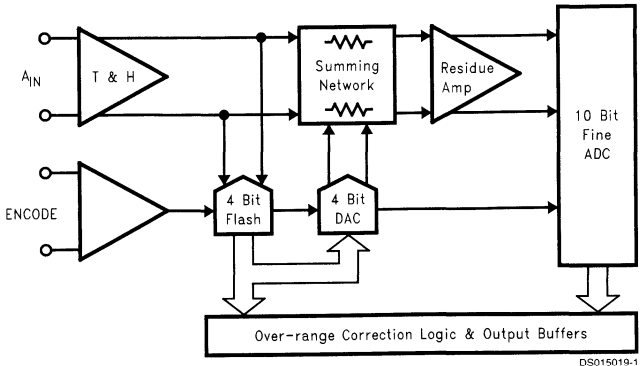 A_IN
T & H
Summing
Network
Residue
Amp
10 Bit
Fine
ADC
ENCODE
4 Bit
Flash
4 Bit
DAC
Over-range Correction Logic & Output Buffers
DS015019-1